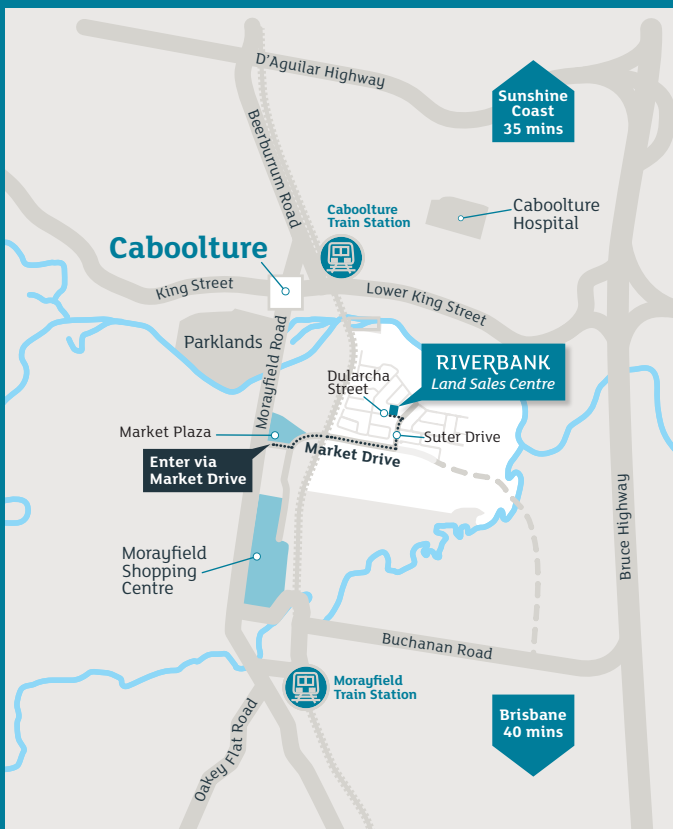 D'Aguilar Highway
Sunshine
Coast
35 mins
Beerburrum Road
Caboolture
Train Station
Caboolture
Hospital
Caboolture
King Street
Lower King Street
Parklands
Morayfield Road
RIVERBANK
Land Sales Centre
Dularcha
Street
Market Plaza
Suter Drive
Market Drive
Enter via
Market Drive
Bruce Highway
Morayfield
Shopping
Centre
Buchanan Road
Morayfield
Train Station
Oakey Flat Road
Brisbane
40 mins